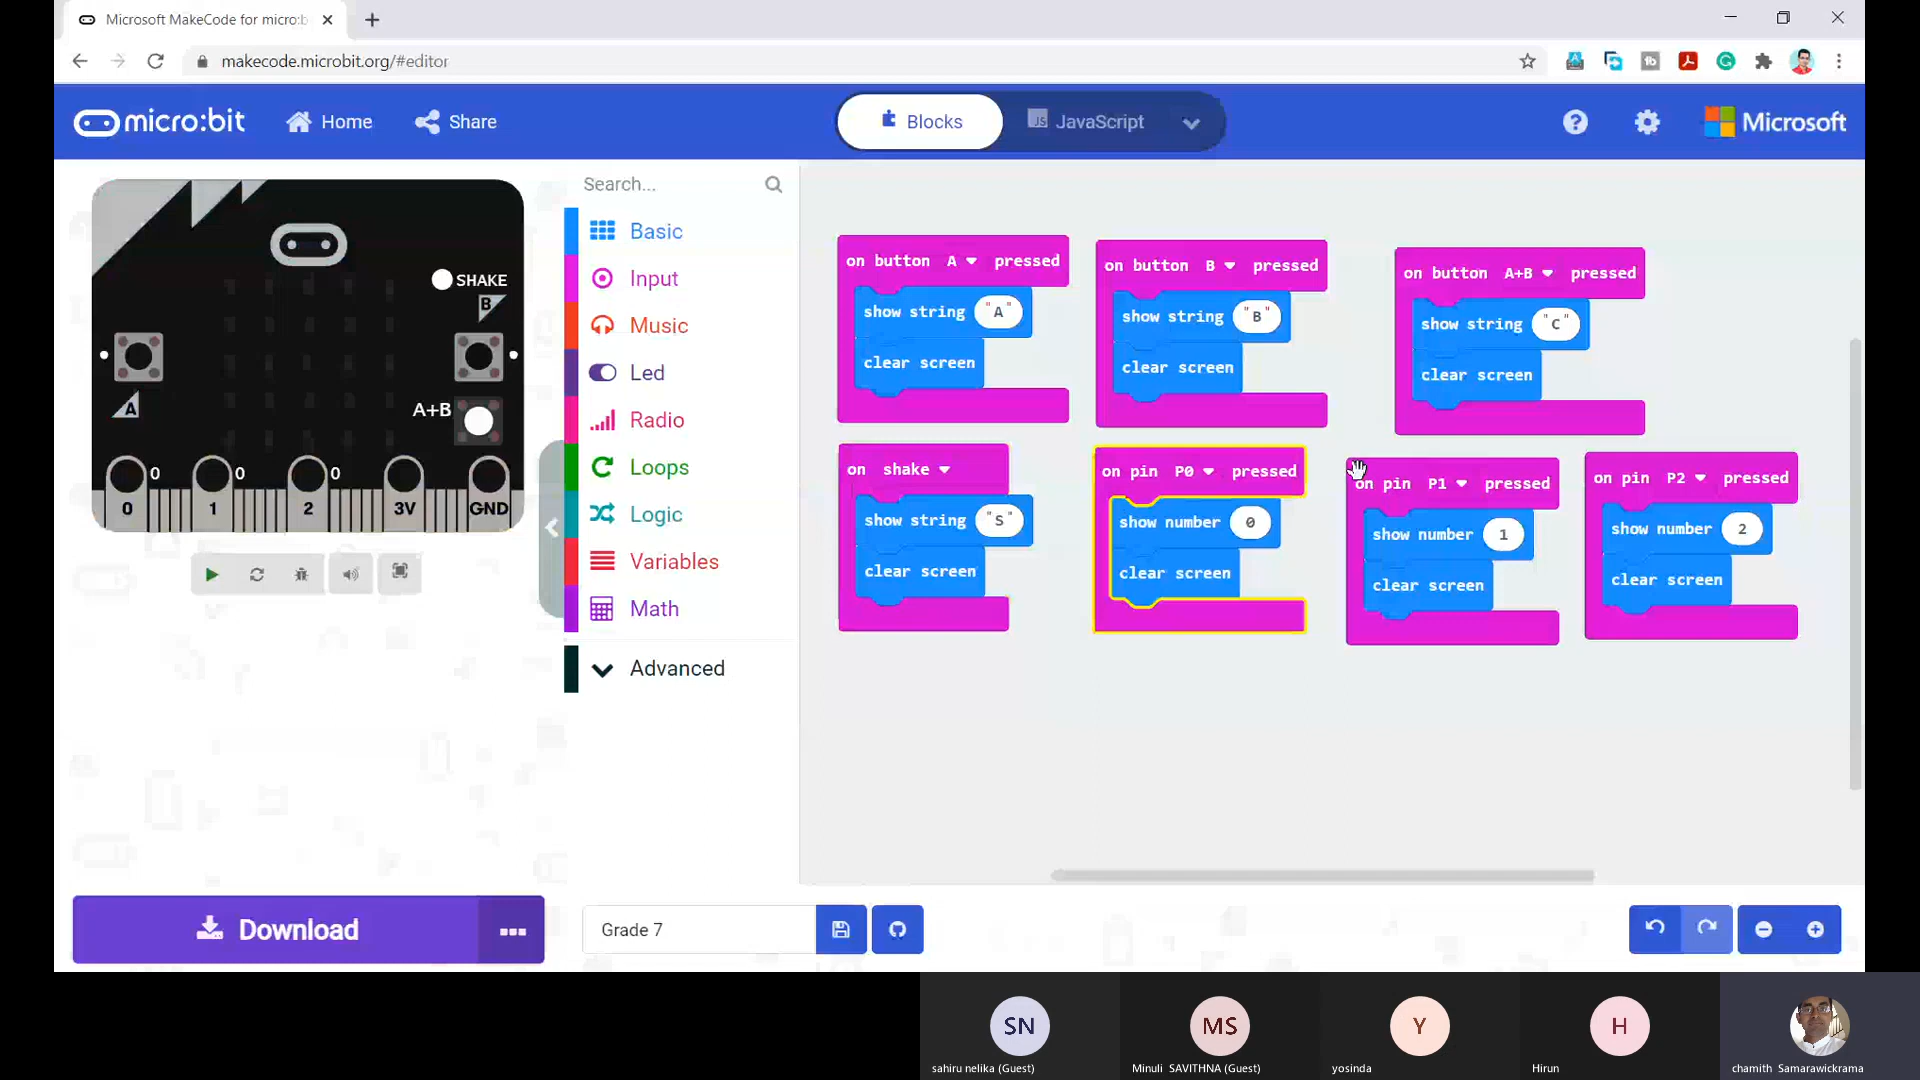 Microsoft MakeCode for micro:b
makecode.microbit.org/#editor
micro:bit
Home
Share
Blocks
JS
JavaScript
Microsoft
SHAKE
B
A
A+B
0
0
0
0
1
2
3V
GND
Search...
Basic
Input
Music
Led
Radio
Loops
Logic
Variables
Math
Advanced
on button A pressed
show string "A"
clear screen
on button B pressed
show string "B"
clear screen
on button A+B pressed
show string "C"
clear screen
on shake
show string "S"
clear screen
on pin P0 pressed
show number 0
clear screen
on pin P1 pressed
show number 1
clear screen
on pin P2 pressed
show number 2
clear screen
Download
Grade 7
SN
sahiru nelika (Guest)
MS
Minuli SAVITHNA (Guest)
Y
yosinda
H
Hirun
chamith Samarawickrama